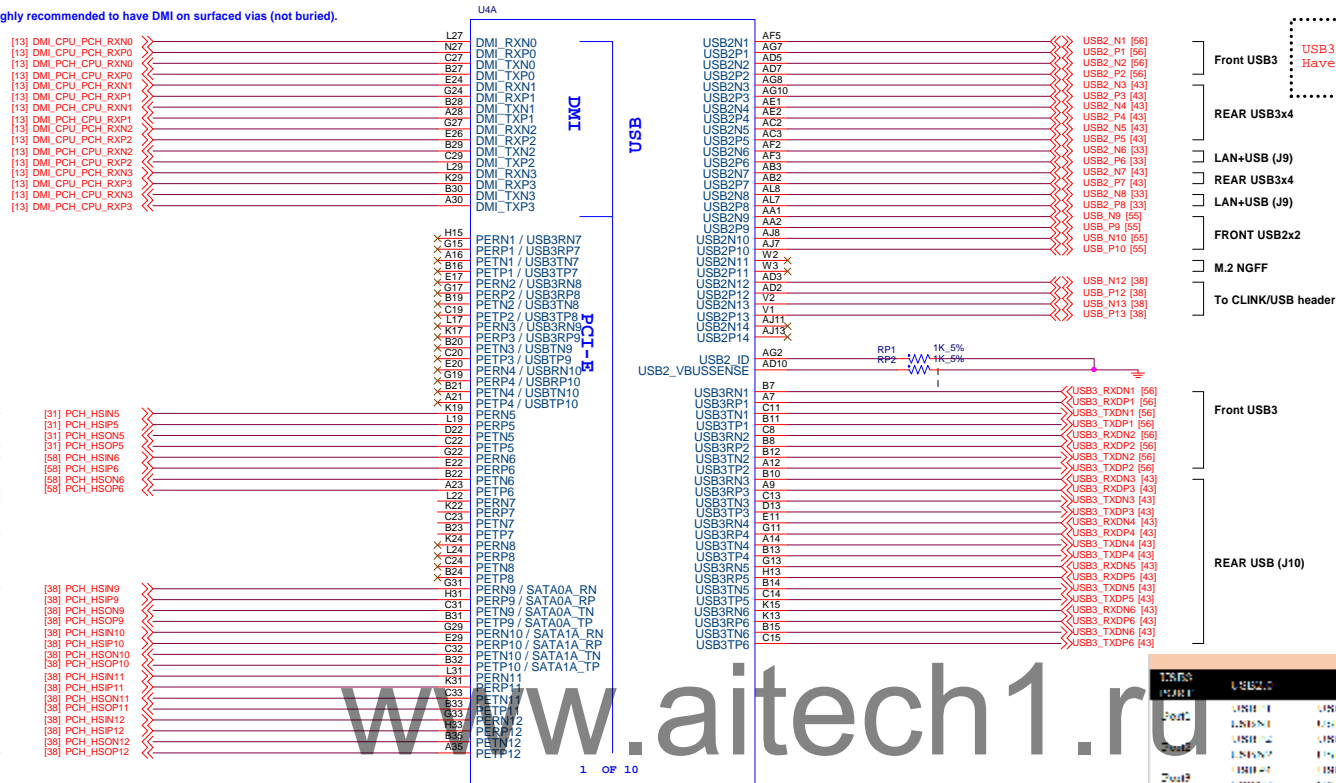 ghly recommended to have DMI on surfaced vias (not buried).
U4A
[13] DMI_CPU_PCH_RXN0 L27 DMI_RXN0
[13] DMI_CPU_PCH_RXP0 N27 DMI_RXP0
[13] DMI_PCH_CPU_RXN0 C27 DMI_TXN0
[13] DMI_PCH_CPU_RXP0 B27 DMI_TXP0
[13] DMI_CPU_PCH_RXN1 E24 DMI_RXN1
[13] DMI_CPU_PCH_RXP1 G24 DMI_RXP1
[13] DMI_PCH_CPU_RXN1 B28 DMI_TXN1
[13] DMI_PCH_CPU_RXP1 A28 DMI_TXP1
[13] DMI_CPU_PCH_RXN2 G27 DMI_RXN2
[13] DMI_CPU_PCH_RXP2 E26 DMI_RXP2
[13] DMI_PCH_CPU_RXN2 B29 DMI_TXN2
[13] DMI_PCH_CPU_RXP2 C29 DMI_TXP2
[13] DMI_CPU_PCH_RXN3 L29 DMI_RXN3
[13] DMI_CPU_PCH_RXP3 K29 DMI_RXP3
[13] DMI_PCH_CPU_RXN3 B30 DMI_TXN3
[13] DMI_PCH_CPU_RXP3 A30 DMI_TXP3
DMI
H15 PERN1 / USB3RN7
G15 PERP1 / USB3RP7
A16 PETN1 / USB3TN7
B16 PETP1 / USB3TP7
E17 PERN2 / USB3RN8
G17 PERP2 / USB3RP8
B19 PETN2 / USB3TN8
C19 PETP2 / USB3TP8
L17 PERN3 / USB3RN9
K17 PERP3 / USB3RP9
B20 PETN3 / USBTN9
C20 PETP3 / USBTP9
E20 PERN4 / USBRN10
G19 PERP4 / USBRP10
B21 PETN4 / USBTN10
A21 PETP4 / USBTP10
PCI-E
[31] PCH_HSIN5 K19 PERN5
[31] PCH_HSIP5 L19 PERP5
[31] PCH_HSON5 D22 PETN5
[31] PCH_HSOP5 C22 PETP5
[58] PCH_HSIN6 G22 PERN6
[58] PCH_HSIP6 E22 PERP6
[58] PCH_HSON6 B22 PETN6
[58] PCH_HSOP6 A23 PETP6
L22 PERN7
K22 PERP7
C23 PETN7
B23 PETP7
K24 PERN8
L24 PERP8
C24 PETN8
B24 PETP8
[38] PCH_HSIN9 G31 PERN9 / SATA0A_RN
[38] PCH_HSIP9 H31 PERP9 / SATA0A_RP
[38] PCH_HSON9 C31 PETN9 / SATA0A_TN
[38] PCH_HSOP9 B31 PETP9 / SATA0A_TP
[38] PCH_HSIN10 G29 PERN10 / SATA1A_RN
[38] PCH_HSIP10 E29 PERP10 / SATA1A_RP
[38] PCH_HSON10 C32 PETN10 / SATA1A_TN
[38] PCH_HSOP10 B32 PETP10 / SATA1A_TP
[38] PCH_HSIN11 L31 PERN11
[38] PCH_HSIP11 K31 PERP11
[38] PCH_HSON11 C33 PETN11
[38] PCH_HSOP11 B33 PETP11
[38] PCH_HSIN12 G33 PERN12
[38] PCH_HSIP12 H33 PERP12
[38] PCH_HSON12 B35 PETN12
[38] PCH_HSOP12 A35 PETP12
1 OF 10
USB
USB2N1 AF5 USB2_N1 [56]
USB2P1 AG7 USB2_P1 [56]
USB2N2 AD5 USB2_N2 [56]
USB2P2 AD7 USB2_P2 [56]
Front USB3
USB2N3 AG8 USB2_N3 [43]
USB2P3 AG10 USB2_P3 [43]
USB2N4 AE1 USB2_N4 [43]
USB2P4 AE2 USB2_P4 [43]
USB2N5 AC2 USB2_N5 [43]
USB2P5 AC3 USB2_P5 [43]
REAR USB3x4
USB2N6 AF2 USB2_N6 [33]
USB2P6 AF3 USB2_P6 [33]
LAN+USB (J9)
USB2N7 AB3 USB2_N7 [43]
USB2P7 AB2 USB2_P7 [43]
REAR USB3x4
USB2N8 AL8 USB2_N8 [33]
USB2P8 AL7 USB2_P8 [33]
LAN+USB (J9)
USB2N9 AA1 USB_N9 [55]
USB2P9 AA2 USB_P9 [55]
USB2N10 AJ8 USB_N10 [55]
USB2P10 AJ7 USB_P10 [55]
FRONT USB2x2
USB2N11 W2
USB2P11 W3
M.2 NGFF
USB2N12 AD3 USB_N12 [38]
USB2P12 AD2 USB_P12 [38]
USB2N13 V2 USB_N13 [38]
USB2P13 V1 USB_P13 [38]
To CLINK/USB header
USB2N14 AJ11
USB2P14 AJ13
USB2_ID AG2 RP1 1K_5%
USB2_VBUSSENSE AD10 RP2 1K_5%
USB3RN1 B7 USB3_RXDN1 [56]
USB3RP1 A7 USB3_RXDP1 [56]
USB3TN1 C11 USB3_TXDN1 [56]
USB3TP1 B11 USB3_TXDP1 [56]
USB3RN2 C8 USB3_RXDN2 [56]
USB3RP2 B8 USB3_RXDP2 [56]
USB3TN2 B12 USB3_TXDN2 [56]
USB3TP2 A12 USB3_TXDP2 [56]
Front USB3
USB3RN3 B10 USB3_RXDN3 [43]
USB3RP3 A9 USB3_RXDP3 [43]
USB3TN3 C13 USB3_TXDN3 [43]
USB3TP3 D13 USB3_TXDP3 [43]
USB3RN4 E11 USB3_RXDN4 [43]
USB3RP4 G11 USB3_RXDP4 [43]
USB3TN4 A14 USB3_TXDN4 [43]
USB3TP4 B13 USB3_TXDP4 [43]
USB3RN5 G13 USB3_RXDN5 [43]
USB3RP5 H13 USB3_RXDP5 [43]
USB3TN5 B14 USB3_TXDN5 [43]
USB3TP5 C14 USB3_TXDP5 [43]
USB3RN6 K15 USB3_RXDN6 [43]
USB3RP6 K13 USB3_RXDP6 [43]
USB3TN6 B15 USB3_TXDN6 [43]
USB3TP6 C15 USB3_TXDP6 [43]
REAR USB (J10)
USB3
Have
USB3 PORT USB2.0
Port1
Port2
Port3
www.aitech1.ru